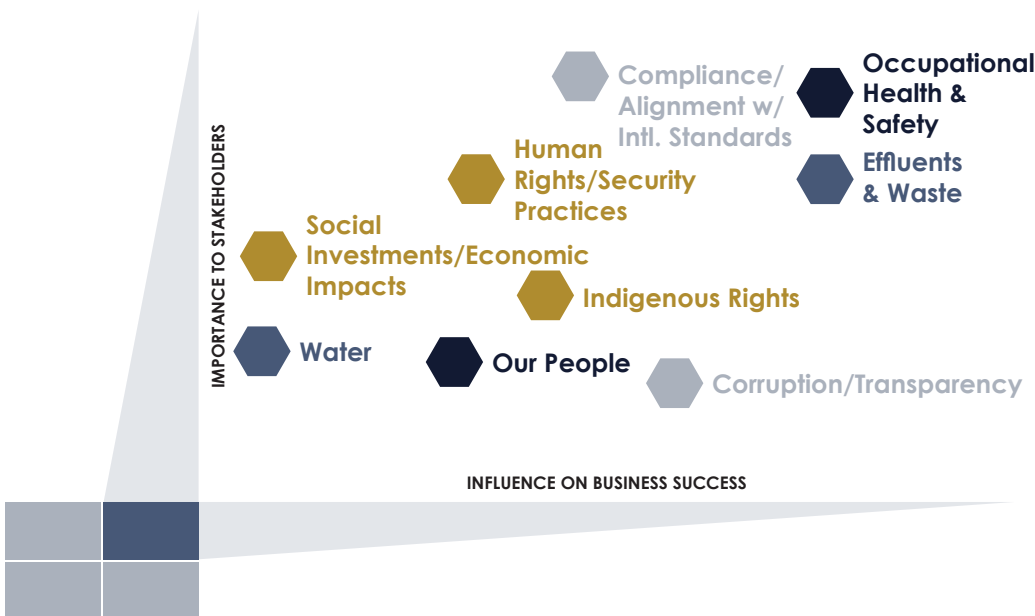 Compliance/
Alignment w/
Intl. Standards
Occupational
Health &
Safety
Human
Rights/Security
Practices
Effluents
& Waste
Social
Investments/Economic
Impacts
Indigenous Rights
Water
Our People
Corruption/Transparency
IMPORTANCE TO STAKEHOLDERS
INFLUENCE ON BUSINESS SUCCESS